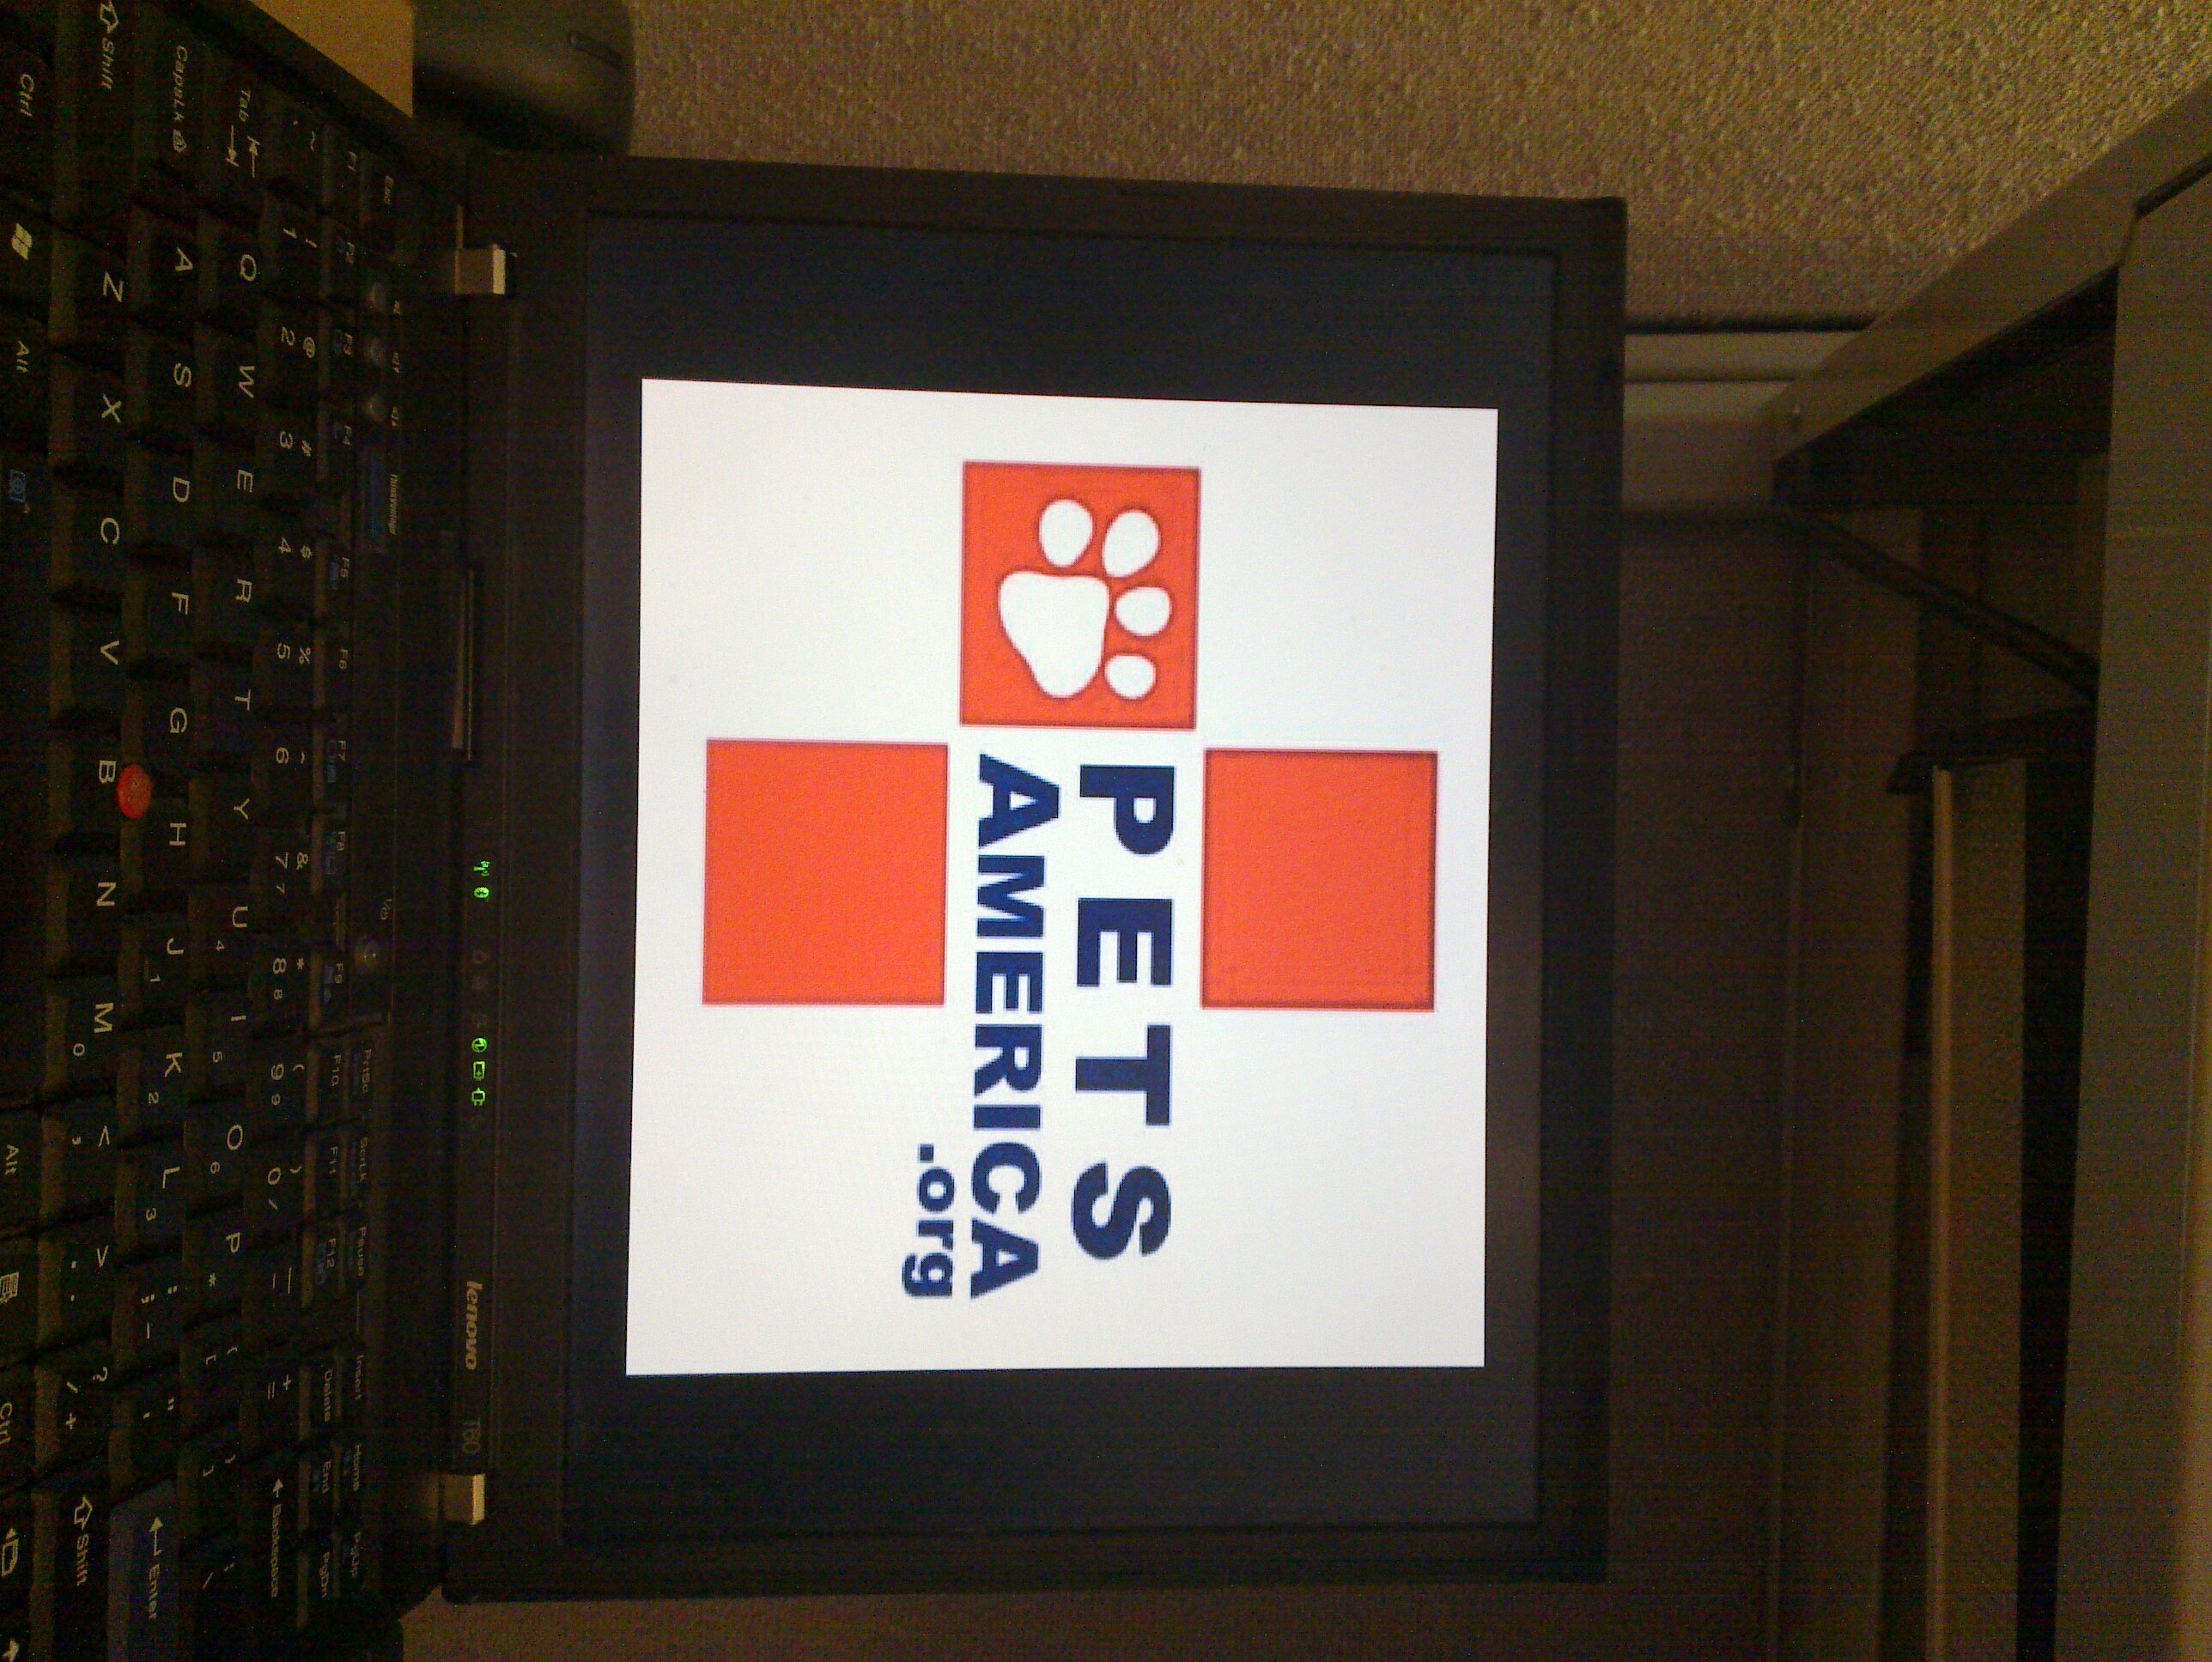 PETS
AMERICA
.org
lenovo T60
ThinkVantage
Esc
PrtSc ScrLk Pause Insert Home PgUp
F1 F2 F3 F4 F5 F6 F7 F8 F9 F10 F11 F12 Delete End PgDn
~ ! @ # $ % ^ & * ( ) — +
` 1 2 3 4 5 6 7 7 8 8 9 9 0 / - = Backspace
Tab Q W E R T Y U 4 I 5 O 6 P * { [ } ] | \
CapsLk A S D F G H J 1 K 2 L 3 : ; - " ' Enter
Shift Z X C V B N M 0 < , > . . ? / + Shift
Ctrl Alt Alt Ctrl